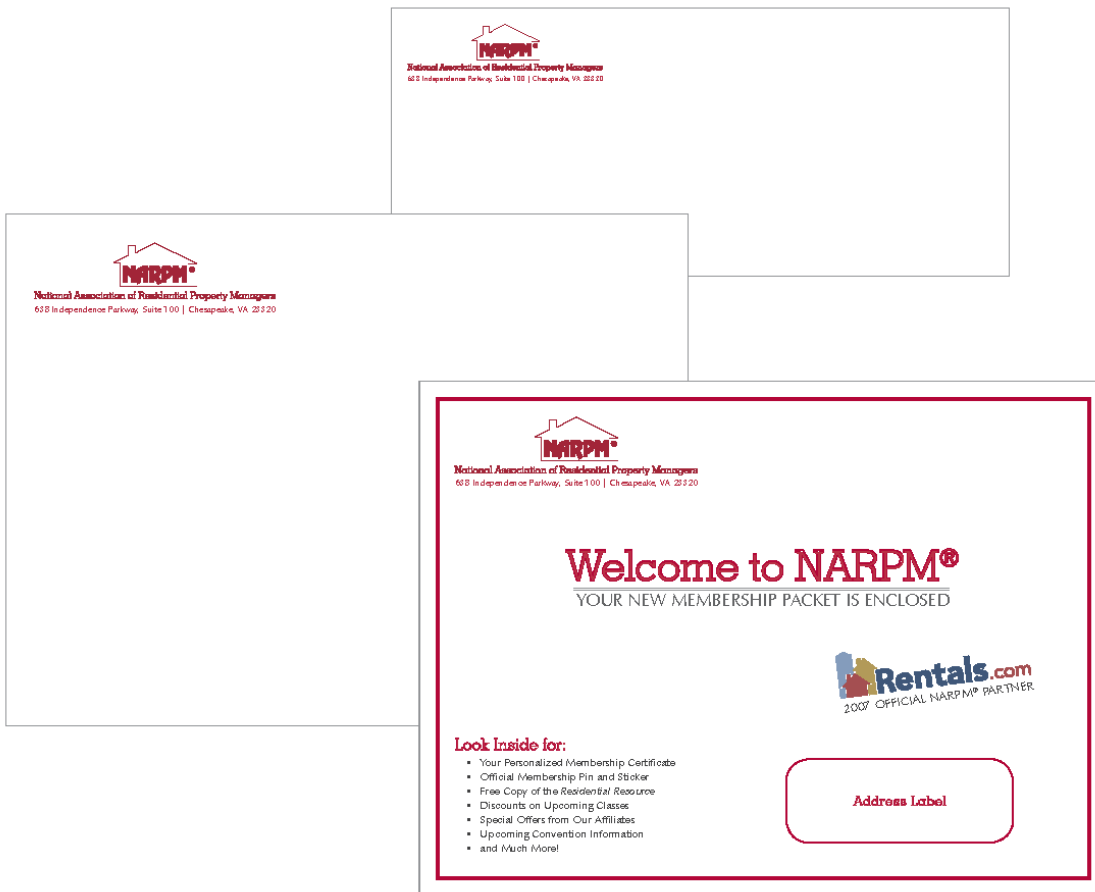 NARPM®
National Association of Residential Property Managers
638 Independence Parkway, Suite 100 | Chesapeake, VA 23320
NARPM®
National Association of Residential Property Managers
638 Independence Parkway, Suite 100 | Chesapeake, VA 23320
NARPM®
National Association of Residential Property Managers
638 Independence Parkway, Suite 100 | Chesapeake, VA 23320
Welcome to NARPM®
YOUR NEW MEMBERSHIP PACKET IS ENCLOSED
Rentals.com
2007 OFFICIAL NARPM® PARTNER
Look Inside for:
• Your Personalized Membership Certificate
• Official Membership Pin and Sticker
• Free Copy of the Residential Resource
• Discounts on Upcoming Classes
• Special Offers from Our Affiliates
• Upcoming Convention Information
• and Much More!
Address Label